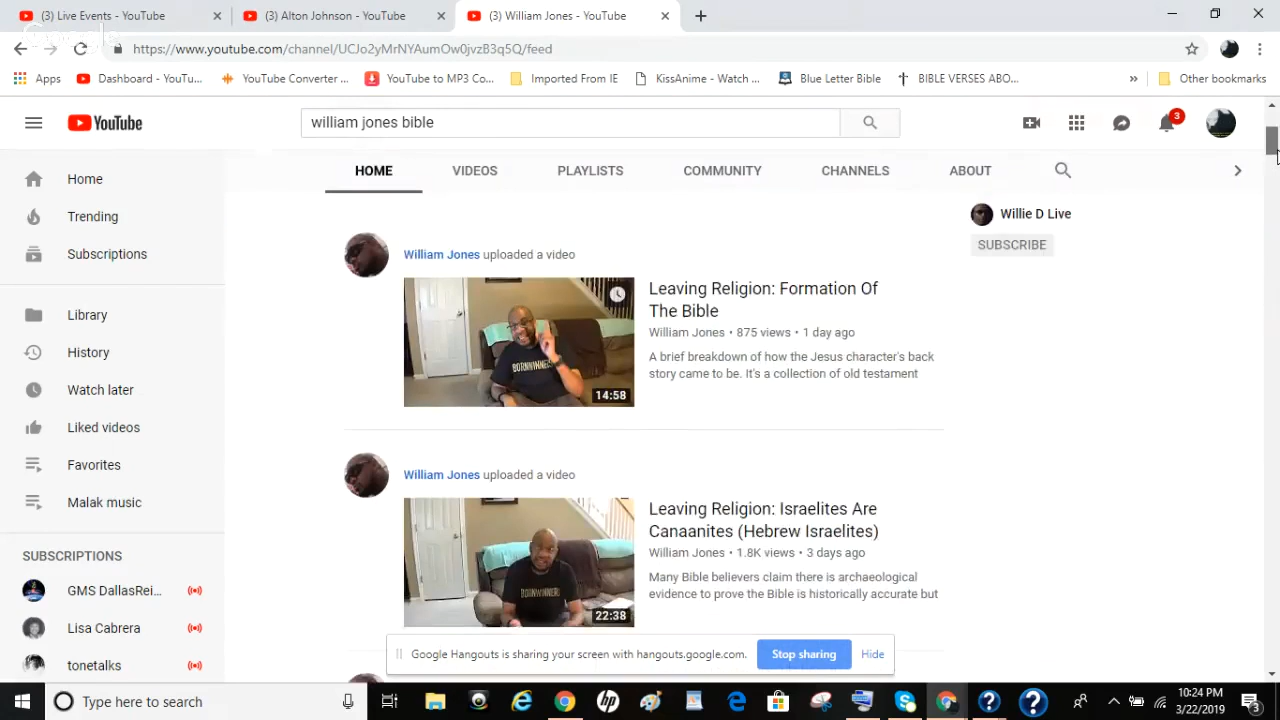 (3) Live Events - YouTube
(3) Alton Johnson - YouTube
(3) William Jones - YouTube
https://www.youtube.com/channel/UCJo2yMrNYAumOw0jvzB3q5Q/feed
Apps
Dashboard - YouTu...
YouTube Converter ...
YouTube to MP3 Co...
Imported From IE
KissAnime - Watch ...
Blue Letter Bible
BIBLE VERSES ABO...
»
Other bookmarks
YouTube
william jones bible
3
HOME
VIDEOS
PLAYLISTS
COMMUNITY
CHANNELS
ABOUT
Home
Trending
Subscriptions
Library
History
Watch later
Liked videos
Favorites
Malak music
SUBSCRIPTIONS
GMS DallasRei...
Lisa Cabrera
tonetalks
Willie D Live
SUBSCRIBE
William Jones uploaded a video
BORNWINNER
14:58
Leaving Religion: Formation Of
The Bible
William Jones • 875 views • 1 day ago
A brief breakdown of how the Jesus character's back
story came to be. It's a collection of old testament
William Jones uploaded a video
BORNWINNER
22:38
Leaving Religion: Israelites Are
Canaanites (Hebrew Israelites)
William Jones • 1.8K views • 3 days ago
Many Bible believers claim there is archaeological
evidence to prove the Bible is historically accurate but
Google Hangouts is sharing your screen with hangouts.google.com.
Stop sharing
Hide
Type here to search
10:24 PM
3/22/2019
3